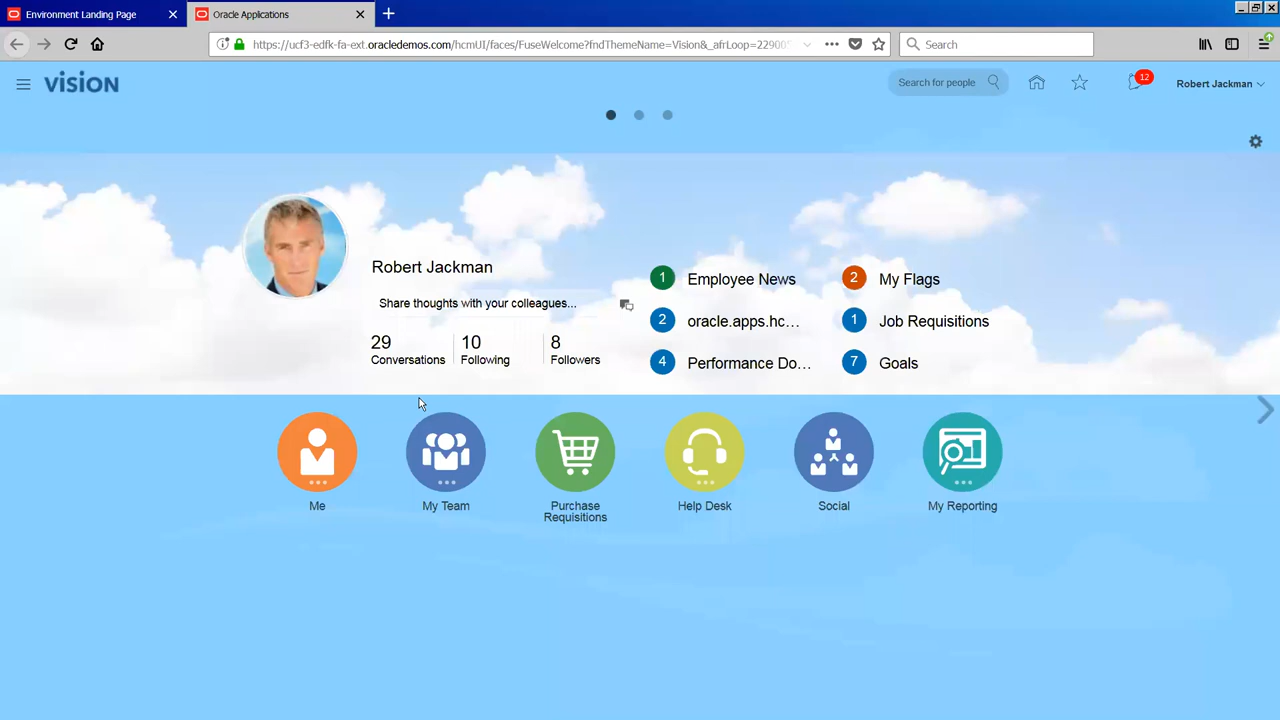 Environment Landing Page
Oracle Applications
https://ucf3-edfk-fa-ext.oracledemos.com/hcmUI/faces/FuseWelcome?fndThemeName=Vision&_afrLoop=22900
Search
vision
Search for people
12
Robert Jackman
Robert Jackman
Share thoughts with your colleagues...
29 10 8
Conversations Following Followers
1 Employee News
2 My Flags
2 oracle.apps.hc...
1 Job Requisitions
4 Performance Do...
7 Goals
Me
My Team
Purchase
Requisitions
Help Desk
Social
My Reporting